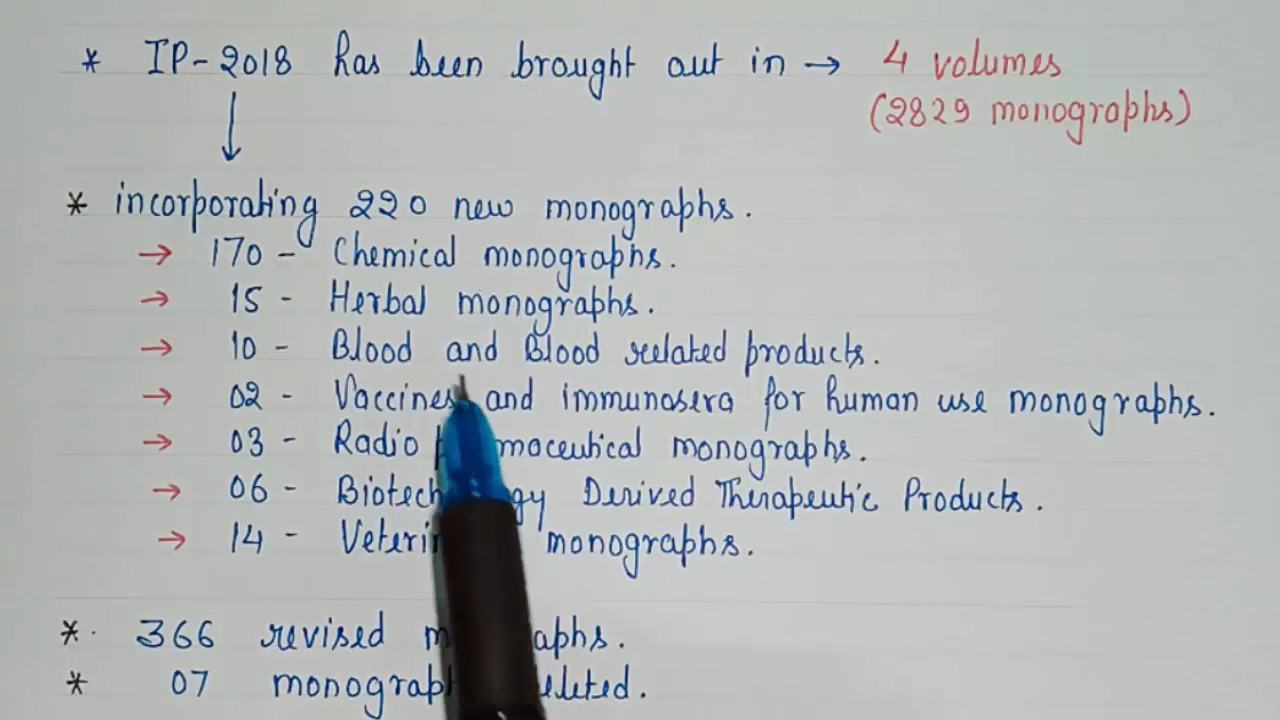 * IP-2018 has been brought out in → 4 volumes
(2829 monographs)
* incorporating 220 new monographs.
→ 170 - Chemical monographs.
→ 15 - Herbal monographs.
→ 10 - Blood and Blood related products.
→ 02 - Vaccines and immunosera for human use monographs.
→ 03 - Radio maceutical monographs.
→ 06 - Biotech gy Derived Therapeutic Products.
→ 14 - Veterin monographs.
* 366 revised m aphs.
* 07 monograph eleted.